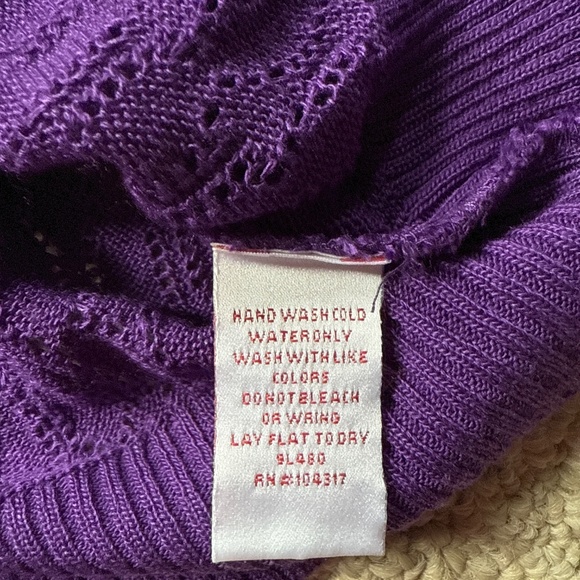 HAND WASH COLD
WATER ONLY
WASH WITH LIKE
COLORS
DO NOT BLEACH
OR WRING
LAY FLAT TO DRY
9L480
RN#:104317